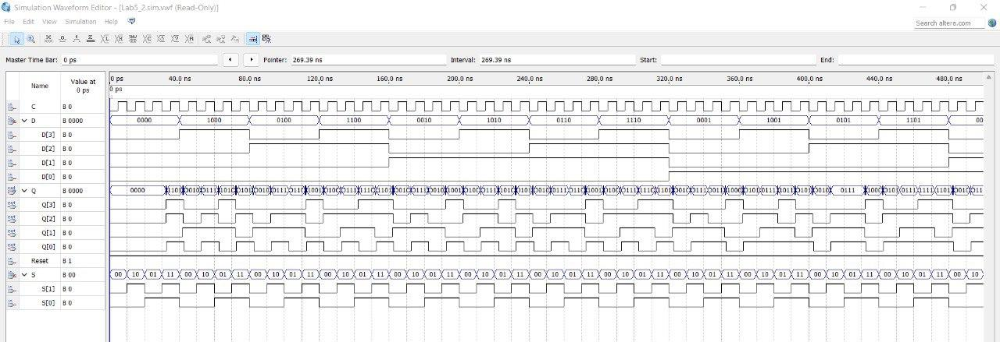 Simulation Waveform Editor - [Lab5_2.sim.vwf (Read-Only)]
File Edit View Simulation Help
Search altera.com
Master Time Bar: 0 ps Pointer: 269.39 ns Interval: 269.39 ns Start: End:
Name Value at 0 ps
0 ps 40.0 ns 80.0 ns 120.0 ns 160.0 ns 200.0 ns 240.0 ns 280.0 ns 320.0 ns 360.0 ns 400.0 ns 440.0 ns 480.0 ns
0 ps
C B 0
D B 0000 0000 1000 0100 1100 0010 1010 0110 1110 0001 1001 0101 1101 00
D[3] B 0
D[2] B 0
D[1] B 0
D[0] B 0
Q B 0000 0000
Q[3] B 0
Q[2] B 0
Q[1] B 0
Q[0] B 0
Reset B 1
S B 00 00 10 01 11 00 10 01 11 00 10 01 11 00 10 01 11 00 10 01 11 00 10 01 11 00 10 01 11 00 10 01 11 00 10 01 11 00 10 01 11 00 10 01 11 00 10 01 11 00 10
S[1] B 0
S[0] B 0